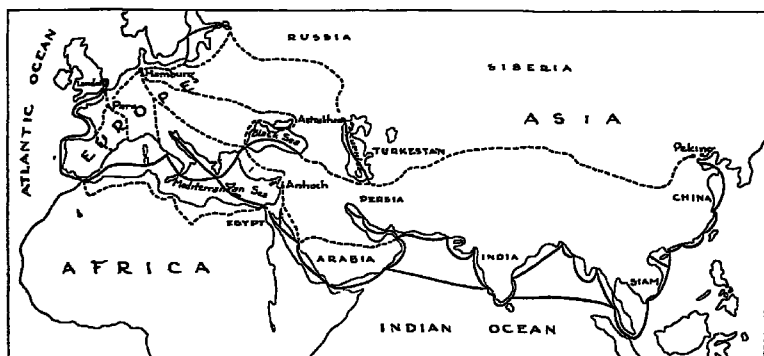 RUSSIA
SIBERIA
ASIA
ATLANTIC OCEAN
EUROPE
London
Hamburg
Paris
Astrakhan
Black Sea
TURKESTAN
Peking
CHINA
Mediterranean Sea
Antioch
PERSIA
EGYPT
AFRICA
ARABIA
INDIA
SIAM
INDIAN OCEAN